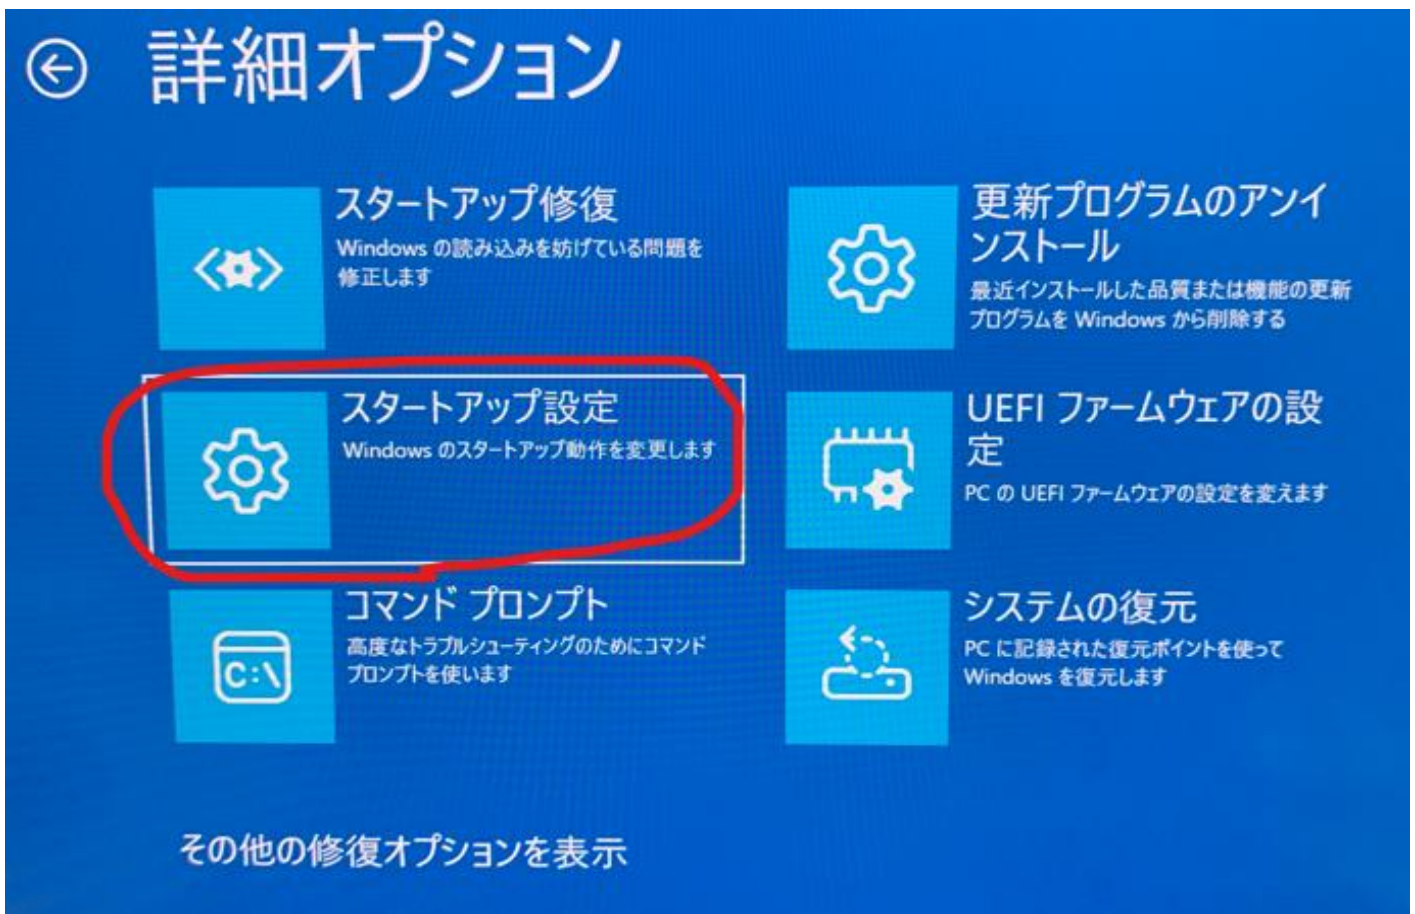 詳細オプション
スタートアップ修復
Windows の読み込みを妨げている問題を
修正します
更新プログラムのアンイ
ンストール
最近インストールした品質または機能の更新
プログラムを Windows から削除する
スタートアップ設定
Windows のスタートアップ動作を変更します
UEFI ファームウェアの設
定
PC の UEFI ファームウェアの設定を変えます
C:\
コマンド プロンプト
高度なトラブルシューティングのためにコマンド
プロンプトを使います
システムの復元
PC に記録された復元ポイントを使って
Windows を復元します
その他の修復オプションを表示